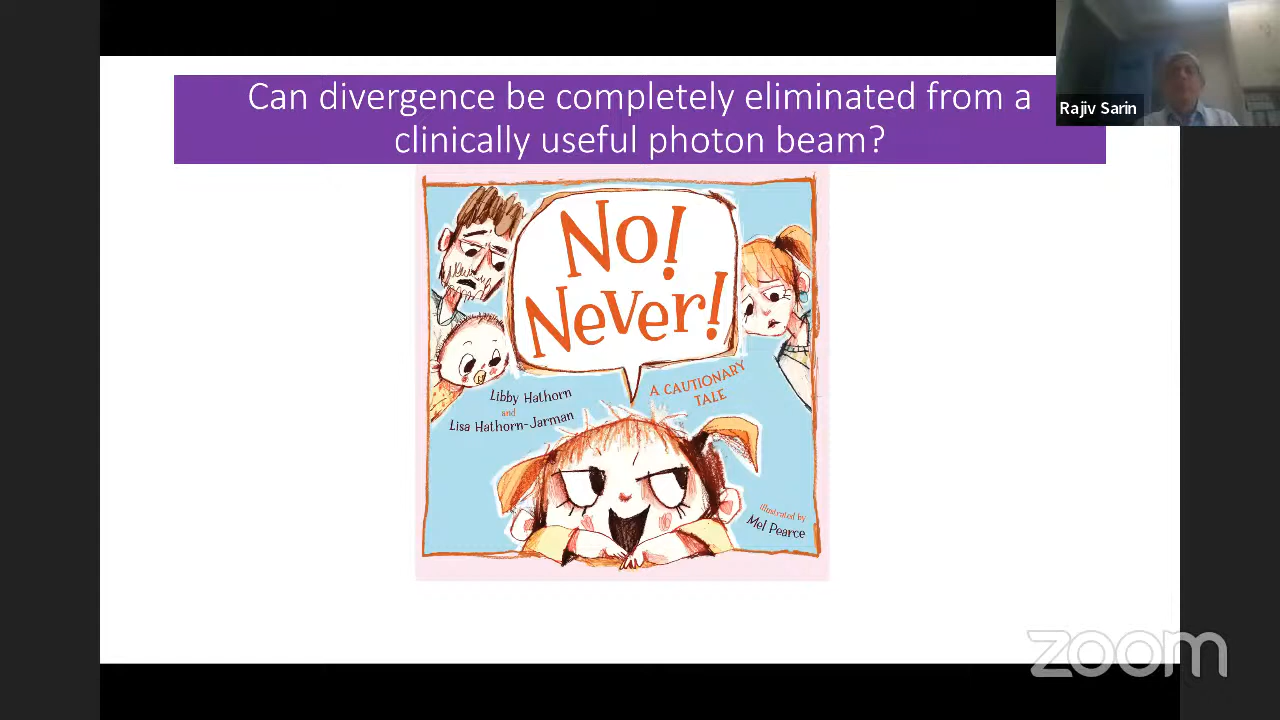 Can divergence be completely eliminated from a
clinically useful photon beam?
Rajiv Sarin
No!
Never!
Libby Hathorn
and
Lisa Hathorn-Jarman
A CAUTIONARY
TALE
illustrated by
Mel Pearce
zoom